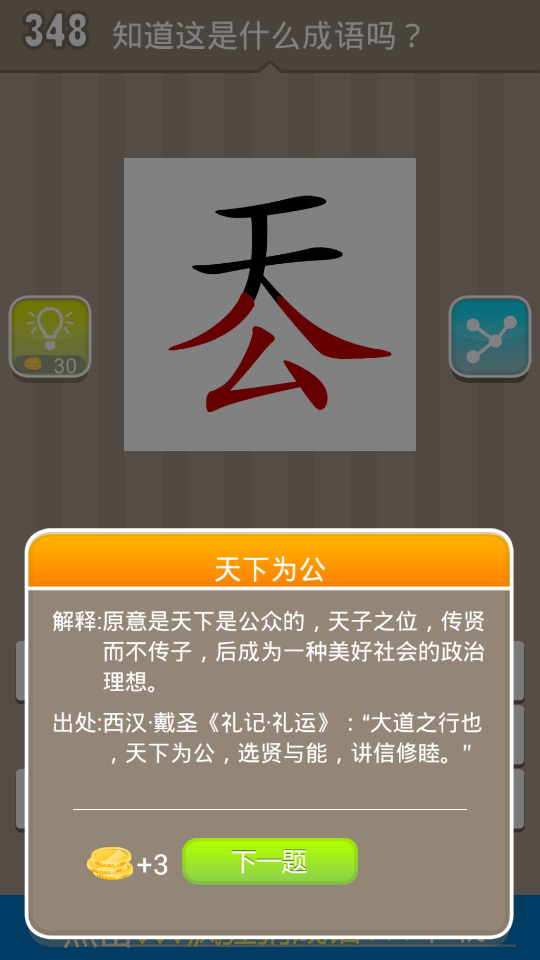 348 知道这是什么成语吗？
30
天下为公
解释:原意是天下是公众的，天子之位，传贤
而不传子，后成为一种美好社会的政治
理想。
出处:西汉·戴圣《礼记·礼运》：“大道之行也
，天下为公，选贤与能，讲信修睦。”
+3 下一题